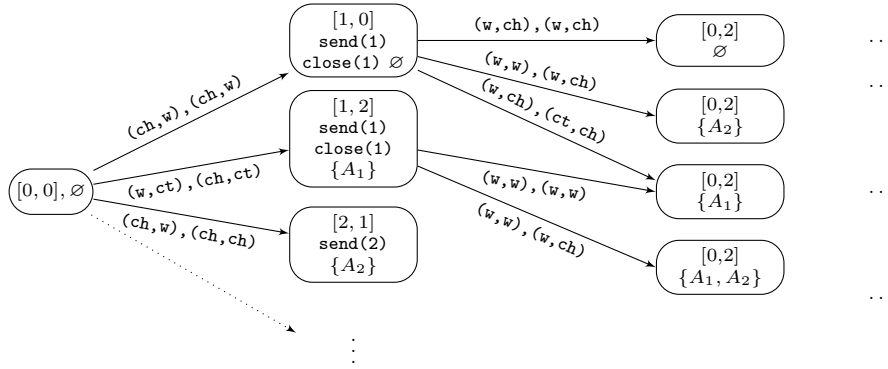 [1, 0]
send(1)
close(1) ∅
(w,ch),(w,ch)
[0,2]
∅
..
(ch,w),(ch,w)
(w,w),(w,ch)
(w,ch),(ct,ch)
..
[1, 2]
send(1)
close(1)
{A₁}
[0,2]
{A₂}
[0, 0], ∅
(w,ct),(ch,ct)
(w,w),(w,w)
[0,2]
{A₁}
..
(ch,w),(ch,ch)
[2, 1]
send(2)
{A₂}
(w,w),(w,ch)
[0,2]
{A₁, A₂}
..
⋮